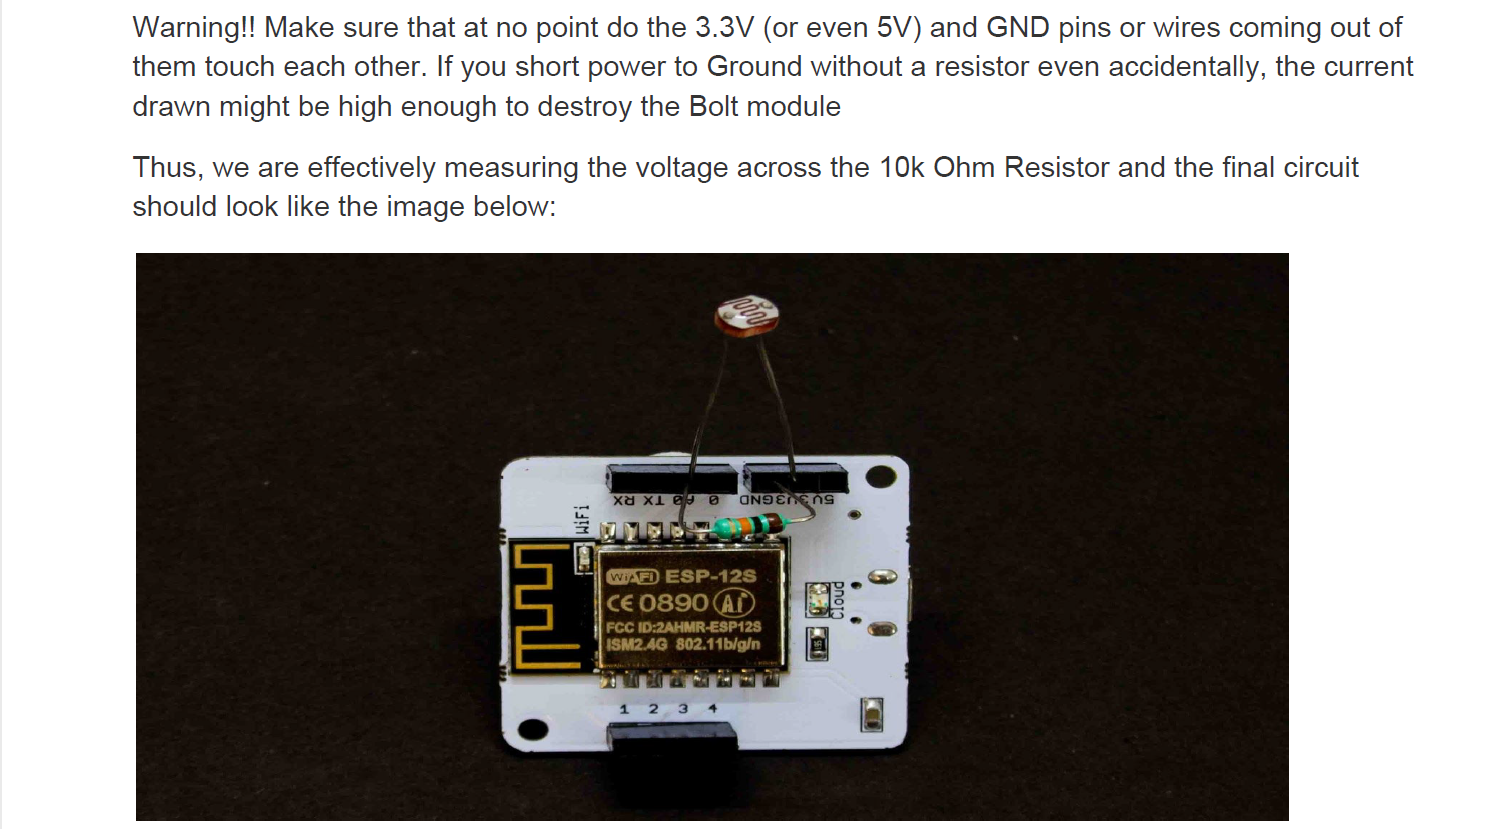 Warning!! Make sure that at no point do the 3.3V (or even 5V) and GND pins or wires coming out of
them touch each other. If you short power to Ground without a resistor even accidentally, the current
drawn might be high enough to destroy the Bolt module
Thus, we are effectively measuring the voltage across the 10k Ohm Resistor and the final circuit
should look like the image below:
RX TX A0 0 GND 3V3 5V
WiFi
WiFi ESP-12S
CE 0890 Ai
FCC ID:2AHMR-ESP12S
ISM2.4G 802.11b/g/n
Cloud
1 2 3 4